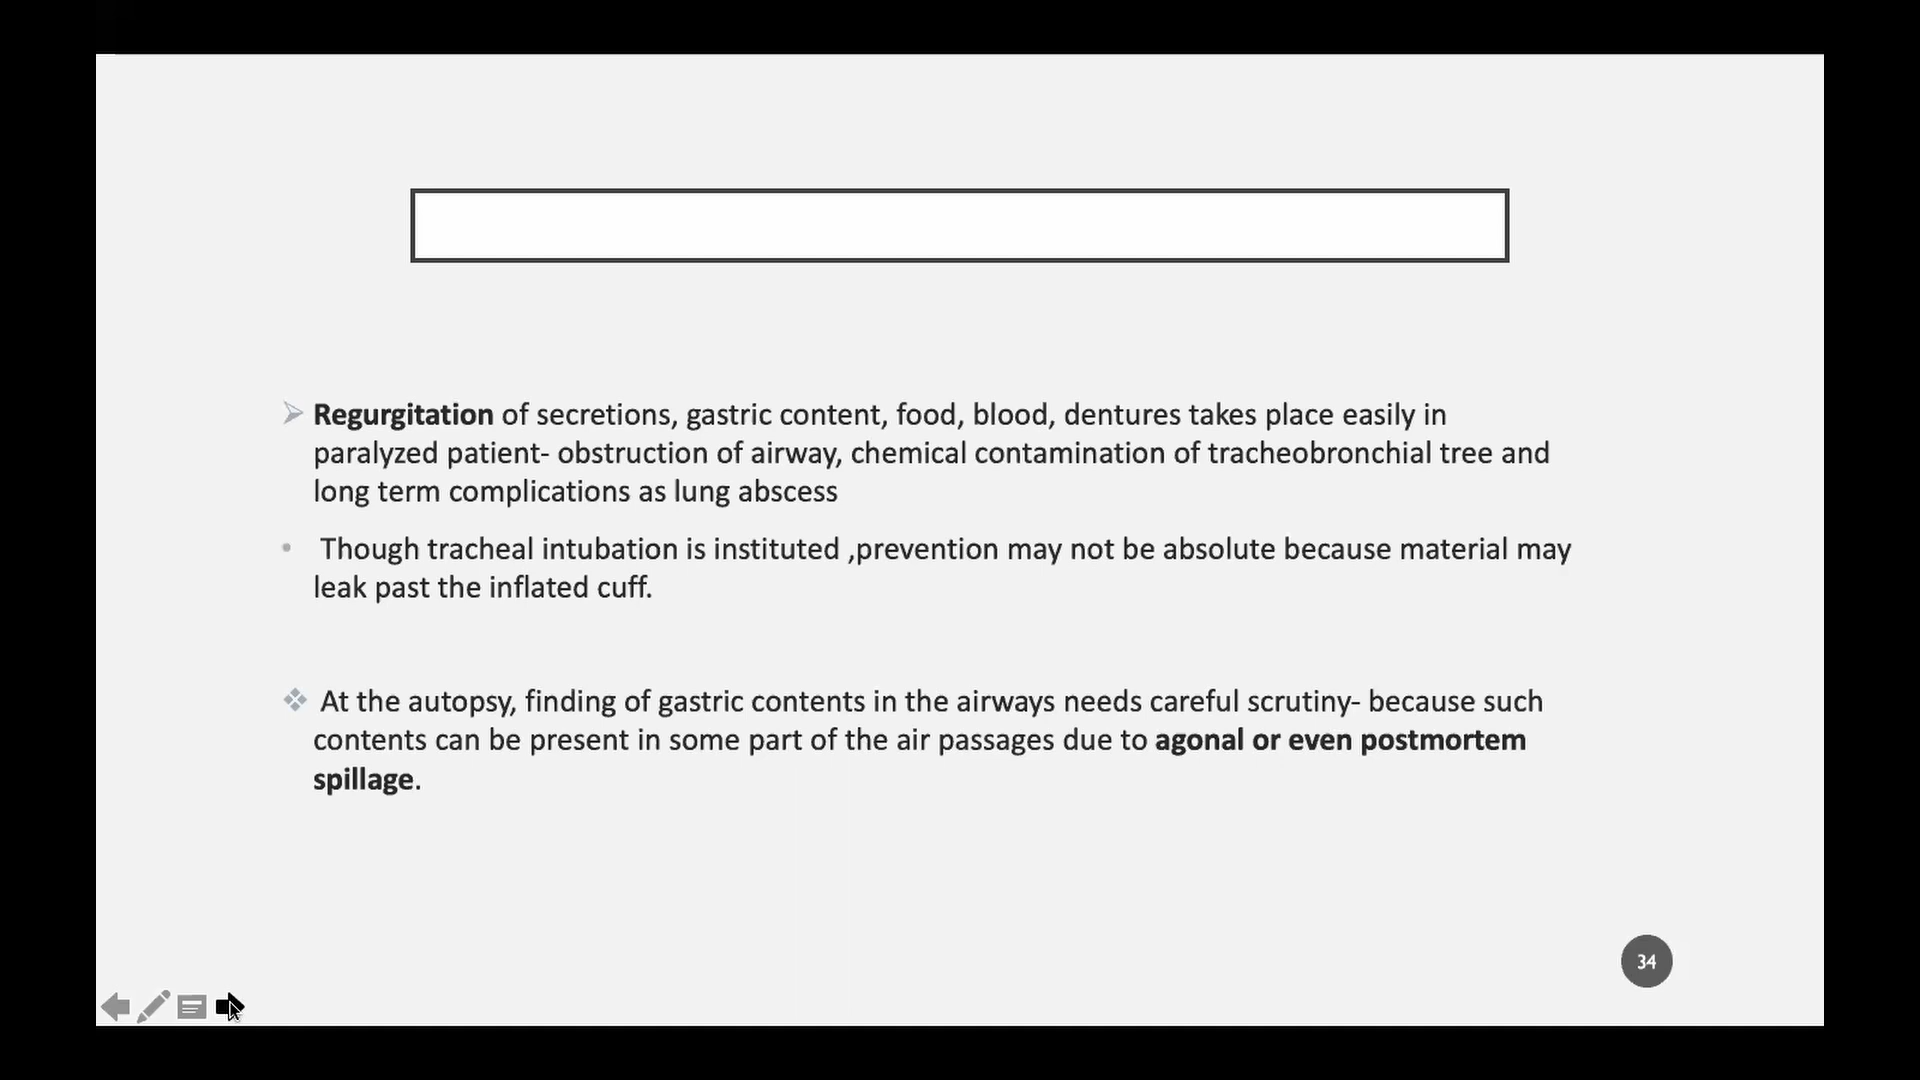 Regurgitation of secretions, gastric content, food, blood, dentures takes place easily in
paralyzed patient- obstruction of airway, chemical contamination of tracheobronchial tree and
long term complications as lung abscess
Though tracheal intubation is instituted ,prevention may not be absolute because material may
leak past the inflated cuff.
At the autopsy, finding of gastric contents in the airways needs careful scrutiny- because such
contents can be present in some part of the air passages due to agonal or even postmortem
spillage.
34